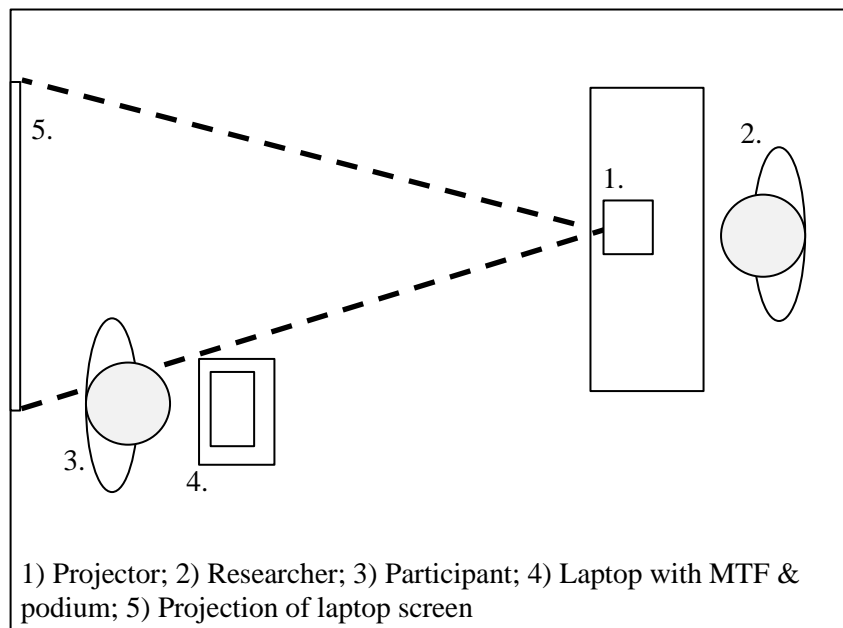 5.
1.
2.
3.
4.
1) Projector; 2) Researcher; 3) Participant; 4) Laptop with MTF &
podium; 5) Projection of laptop screen